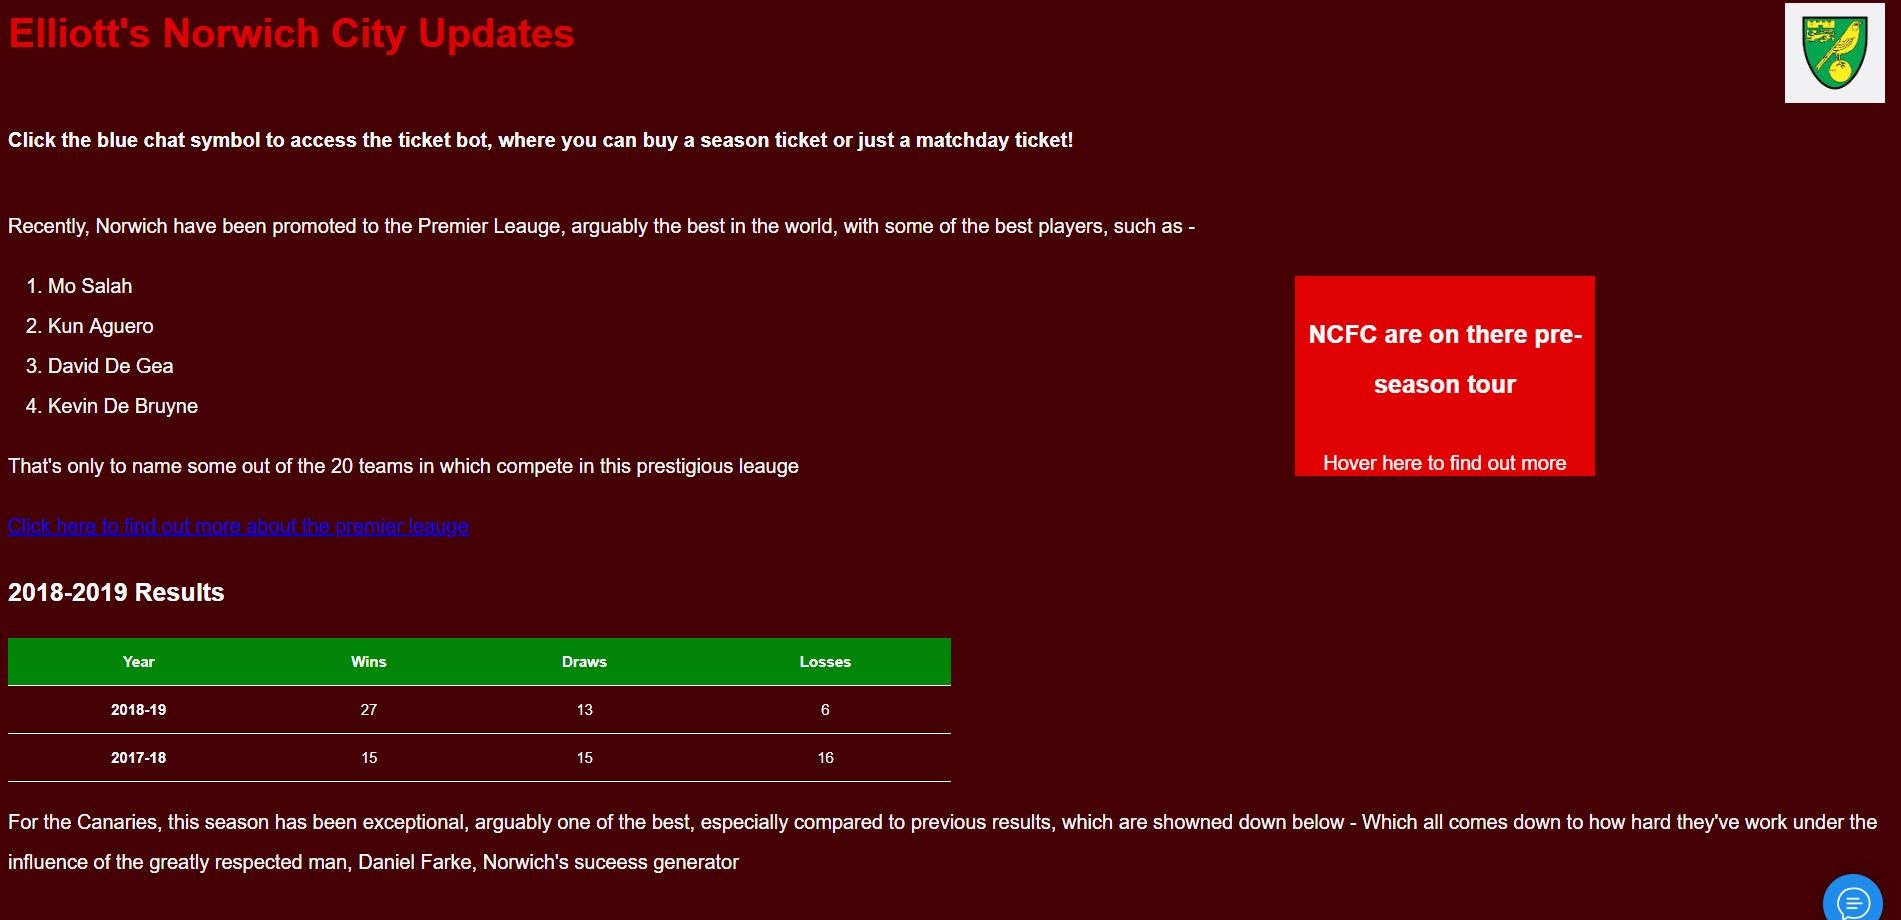 Elliott's Norwich City Updates
Click the blue chat symbol to access the ticket bot, where you can buy a season ticket or just a matchday ticket!
Recently, Norwich have been promoted to the Premier Leauge, arguably the best in the world, with some of the best players, such as -
1. Mo Salah
2. Kun Aguero
3. David De Gea
4. Kevin De Bruyne
NCFC are on there pre-
season tour
Hover here to find out more
That's only to name some out of the 20 teams in which compete in this prestigious leauge
Click here to find out more about the premier leauge
2018-2019 Results
Year Wins Draws Losses
2018-19 27 13 6
2017-18 15 15 16
For the Canaries, this season has been exceptional, arguably one of the best, especially compared to previous results, which are showned down below - Which all comes down to how hard they've work under the
influence of the greatly respected man, Daniel Farke, Norwich's suceess generator